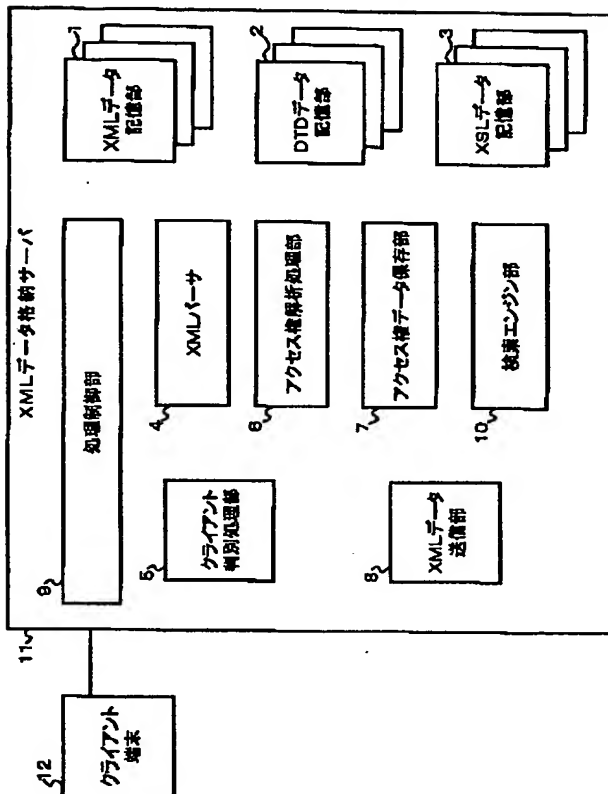 XMLデータ格納サーバ
11
12
クライアント
端末
9
処理制御部
5
クライアント
判別処理部
8
XMLデータ
送信部
4
XMLパーサ
6
アクセス権解析処理部
7
アクセス権データ保存部
10
検索エンジン部
1
XMLデータ
記憶部
2
DTDデータ
記憶部
3
XSLデータ
記憶部